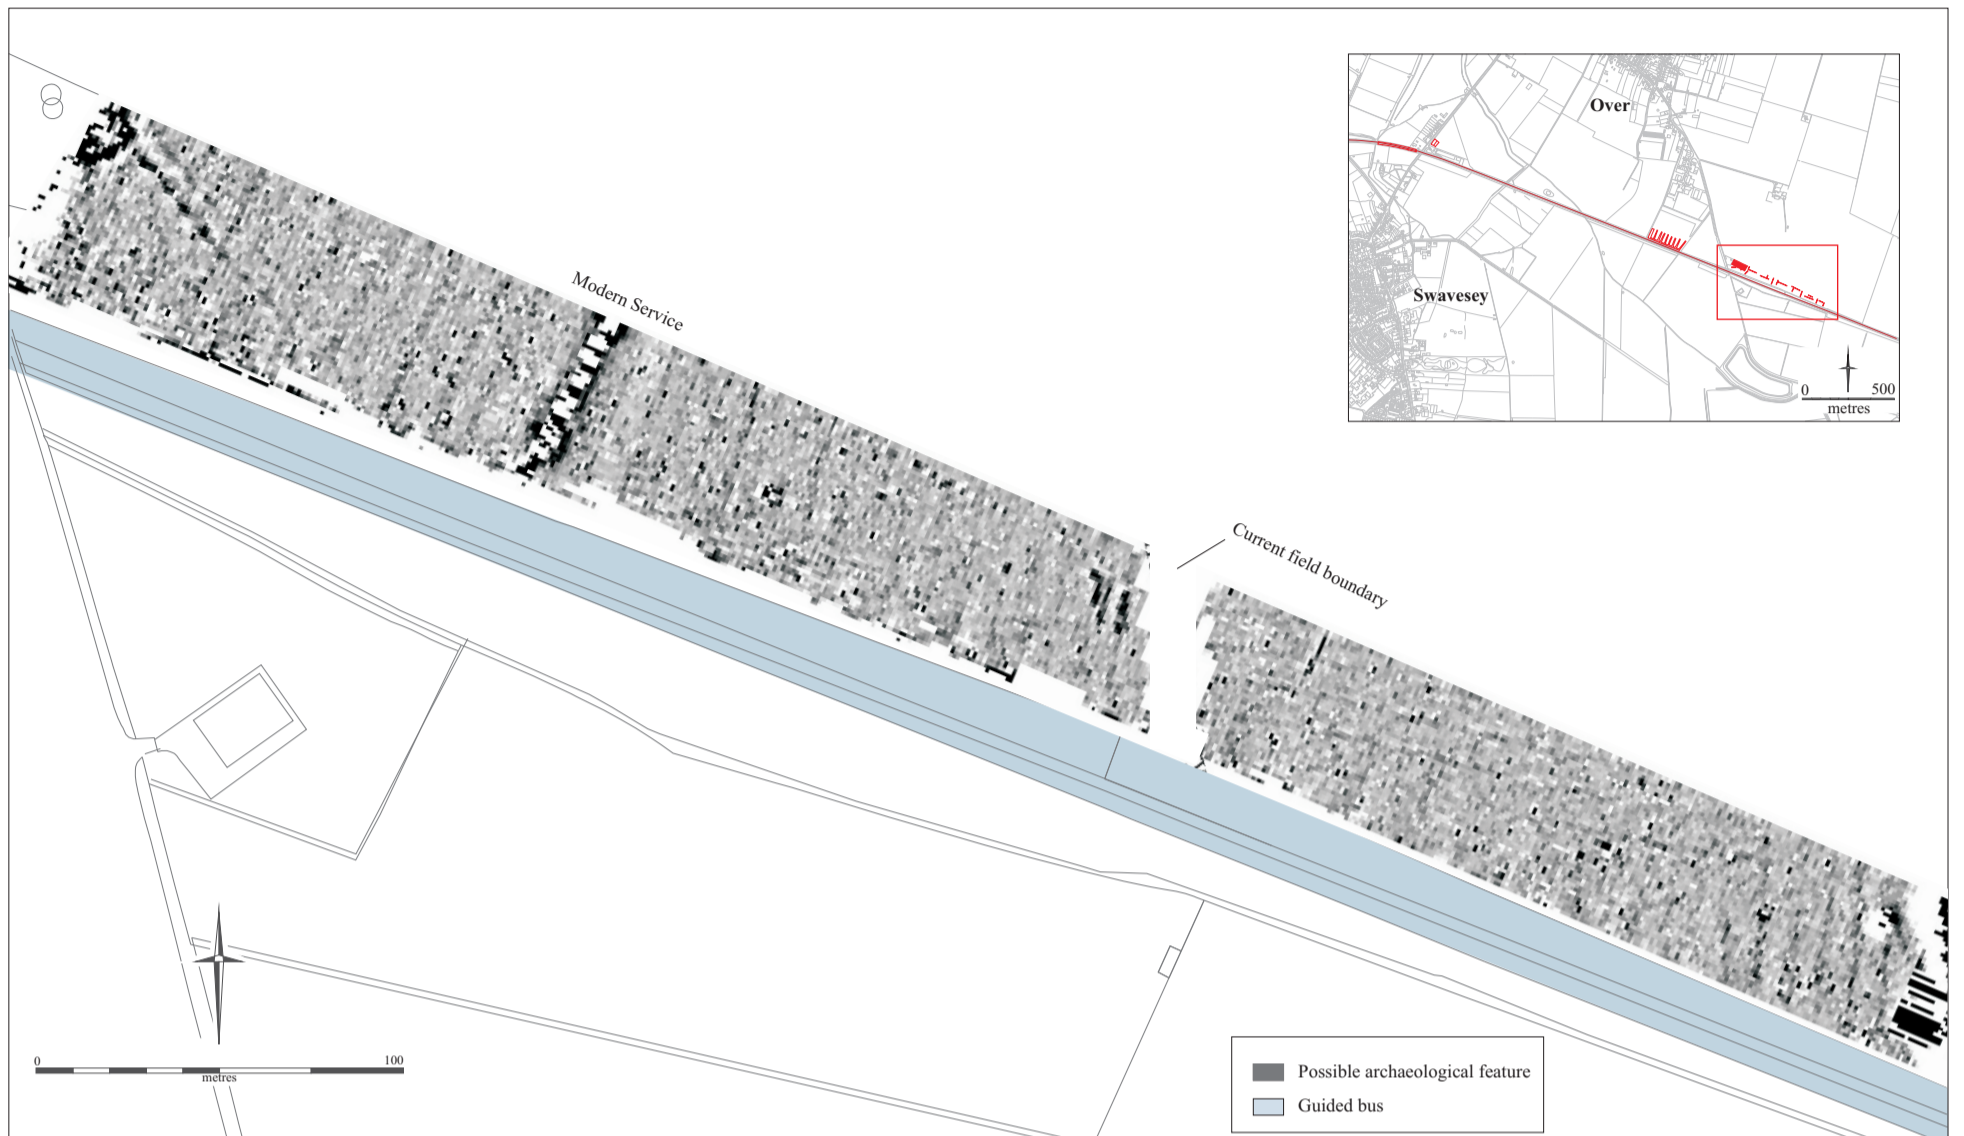 Over
Swavesey
0 500
metres
Modern Service
Current field boundary
0 100
metres
Possible archaeological feature
Guided bus